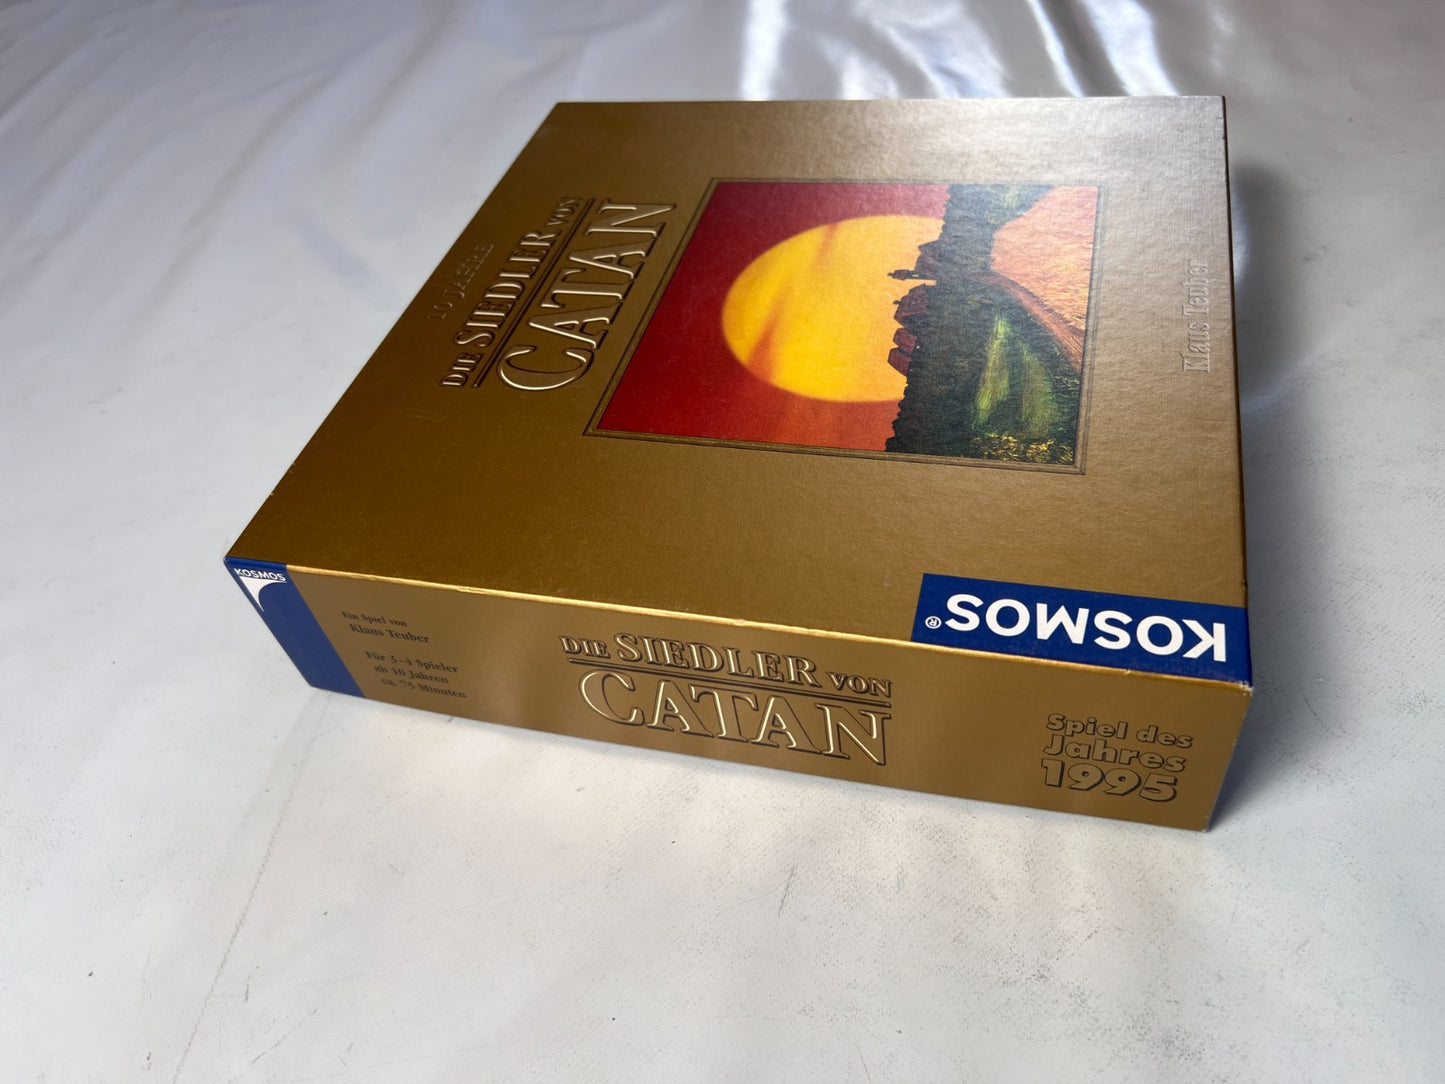 10 JAHRE
DIE SIEDLER VON
CATAN
Klaus Teuber
KOSMOS®
KOSMOS
Ein Spiel von
Klaus Teuber
Für 3-4 Spieler
ab 10 Jahren
ca. 75 Minuten
DIE SIEDLER VON
CATAN
Spiel des
Jahres
1995